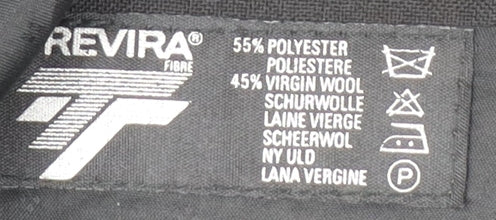 REVIRA®
FIBRE
55% POLYESTER
POLIESTERE
45% VIRGIN WOOL
SCHURWOLLE
LAINE VIERGE
SCHEERWOL
NY ULD
LANA VERGINE
P